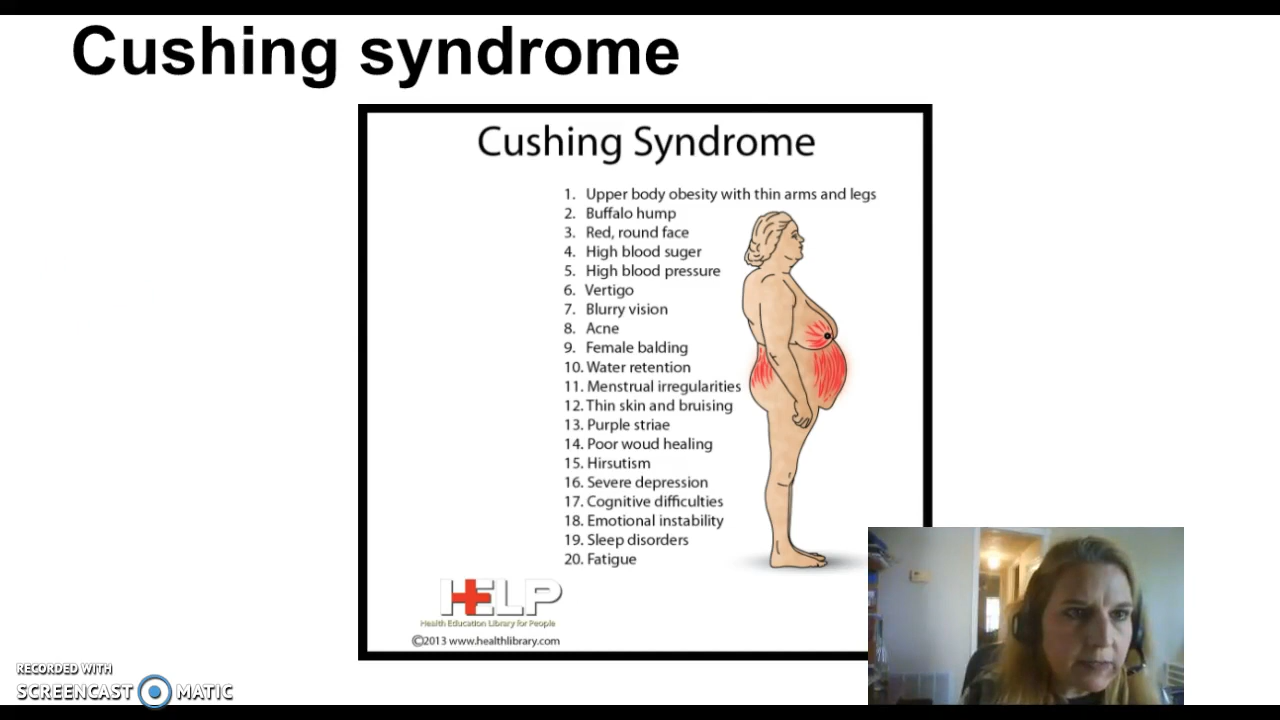 Cushing syndrome
Cushing Syndrome
1. Upper body obesity with thin arms and legs
2. Buffalo hump
3. Red, round face
4. High blood suger
5. High blood pressure
6. Vertigo
7. Blurry vision
8. Acne
9. Female balding
10. Water retention
11. Menstrual irregularities
12. Thin skin and bruising
13. Purple striae
14. Poor woud healing
15. Hirsutism
16. Severe depression
17. Cognitive difficulties
18. Emotional instability
19. Sleep disorders
20. Fatigue
HELP
Health Education Library for People
©2013 www.healthlibrary.com
RECORDED WITH
SCREENCAST MATIC